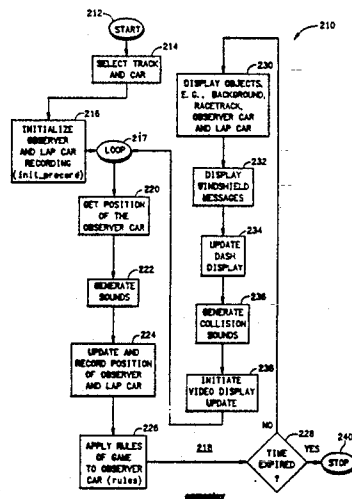 210
212
START
214
SELECT TRACK
AND CAR
216
INITIALIZE
OBSERVER
AND LAP CAR
RECORDING
(init_precord)
217
LOOP
220
GET POSITION
OF THE
OBSERVER CAR
222
GENERATE
SOUNDS
224
UPDATE AND
RECORD POSITION
OF OBSERVER
AND LAP CAR
226
APPLY RULES
OF GAME
TO OBSERVER
CAR (rules)
218
228
TIME
EXPIRED
?
YES
240
STOP
NO
230
DISPLAY OBJECTS,
E.G., BACKGROUND,
RACETRACK,
OBSERVER CAR
AND LAP CAR
232
DISPLAY
WINDSHIELD
MESSAGES
234
UPDATE
DASH
DISPLAY
236
GENERATE
COLLISION
SOUNDS
238
INITIATE
VIDEO DISPLAY
UPDATE